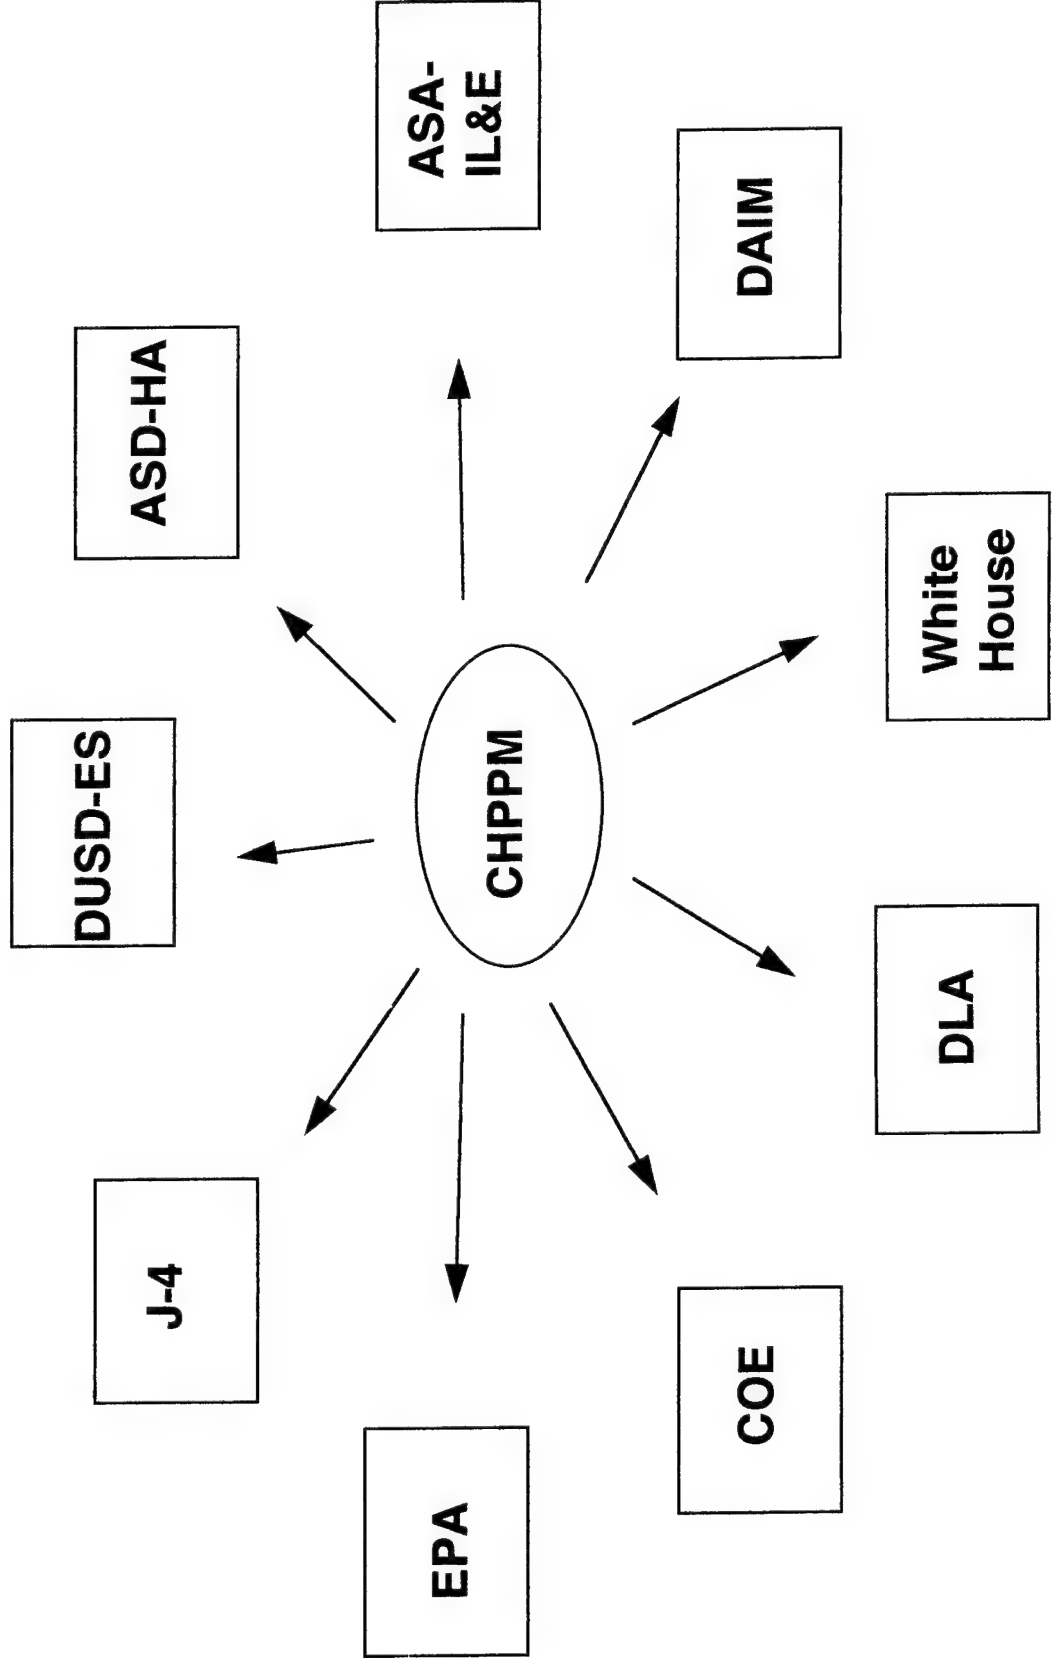 DUSD-ES
J-4
ASD-HA
EPA
ASA-
IL&E
CHPPM
COE
DAIM
DLA
White
House